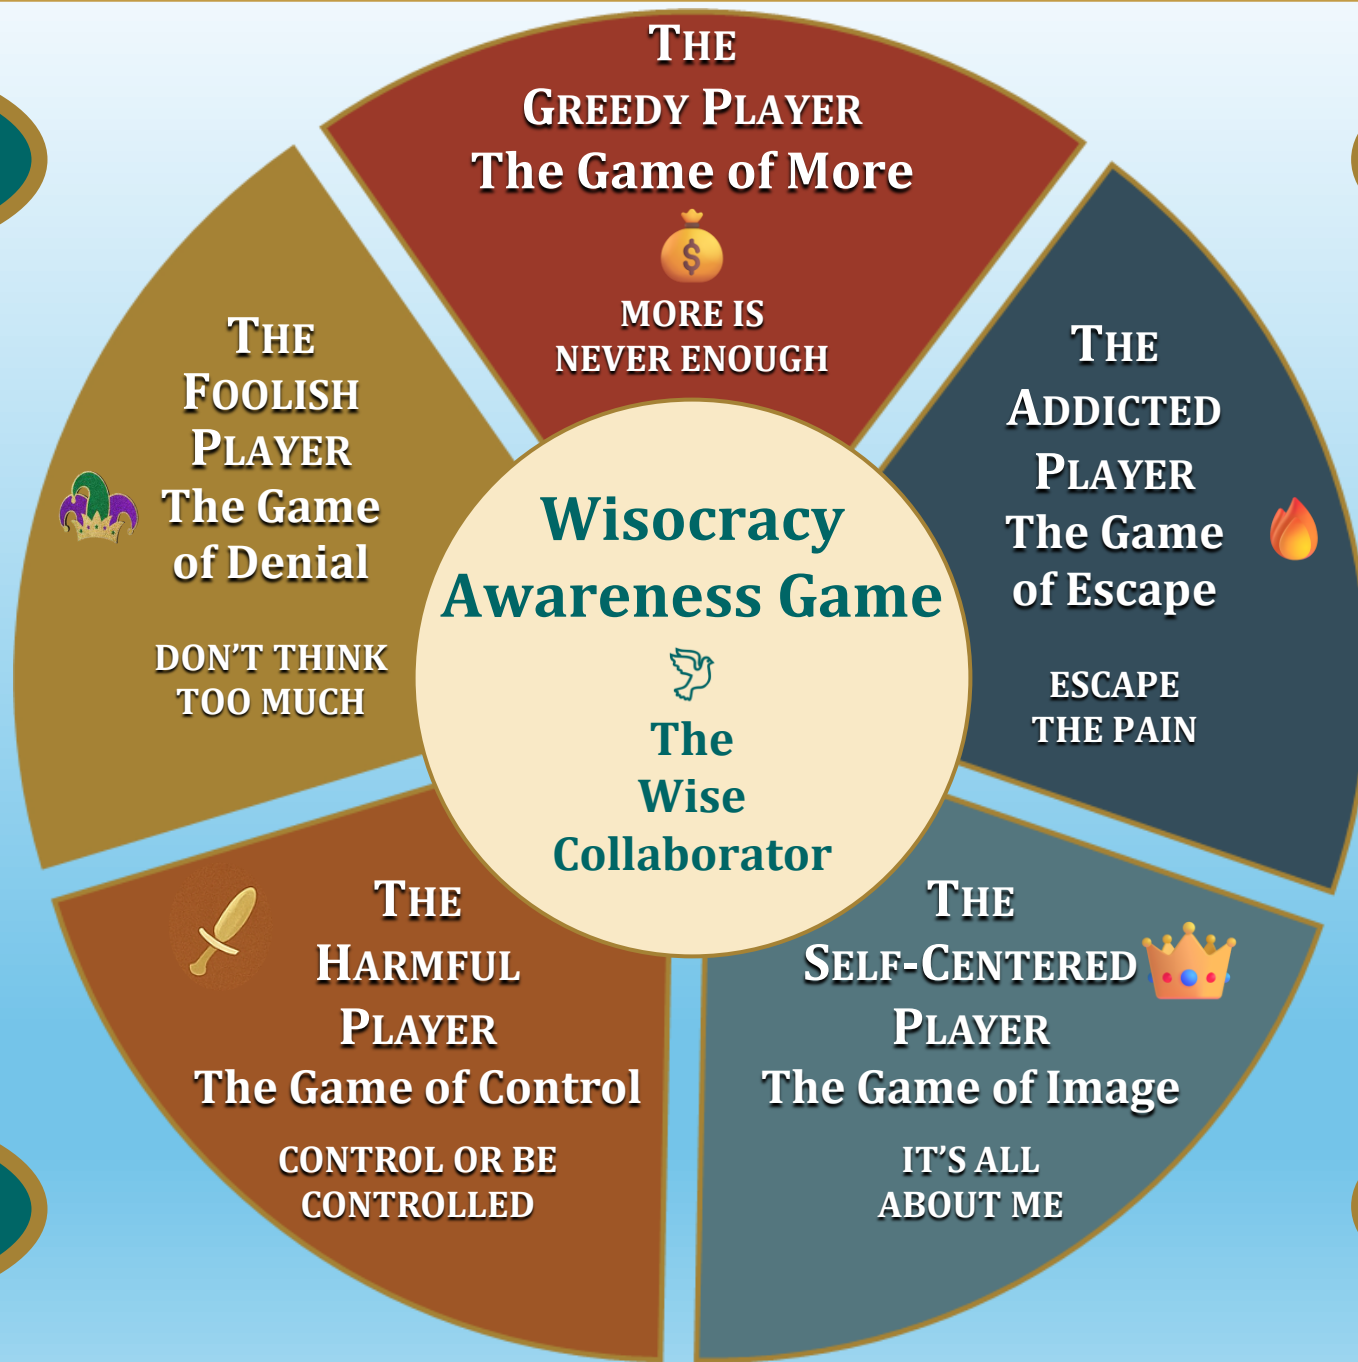 The
Greedy Player
The Game of More
$
MORE IS
NEVER ENOUGH
The
Addicted
Player
The Game
of Escape
ESCAPE
THE PAIN
The
Self-Centered
Player
The Game of Image
IT’S ALL
ABOUT ME
The
Harmful
Player
The Game of Control
CONTROL OR BE
CONTROLLED
The
Foolish
Player
The Game
of Denial
DON’T THINK
TOO MUCH
Wisocracy
Awareness Game
The
Wise
Collaborator